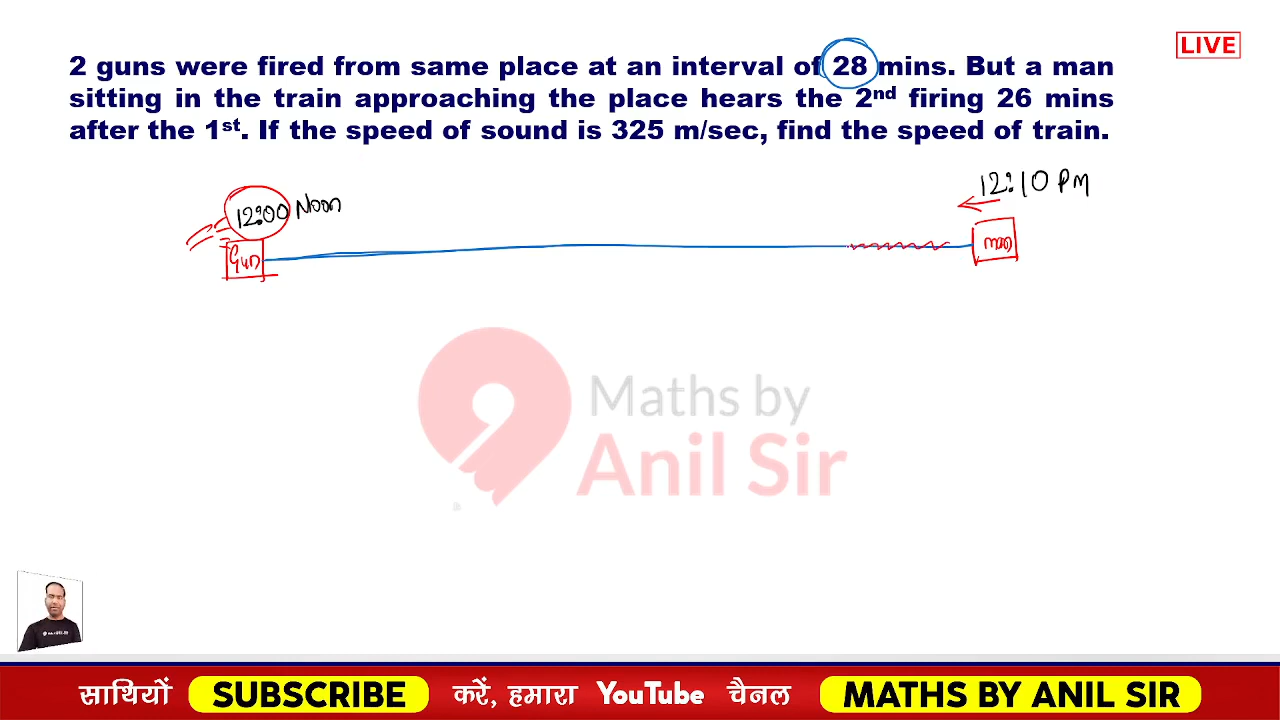 LIVE
2 guns were fired from same place at an interval of 28 mins. But a man
sitting in the train approaching the place hears the 2nd firing 26 mins
after the 1st. If the speed of sound is 325 m/sec, find the speed of train.
12:10 PM
12:00 Noon
Gun
man
Maths by
Anil Sir
साथियों SUBSCRIBE करें, हमारा YouTube चैनल MATHS BY ANIL SIR